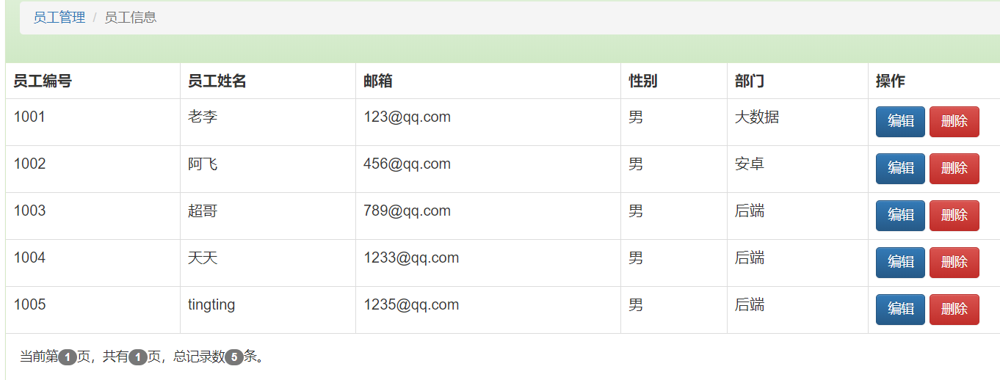 员工管理 / 员工信息
员工编号 员工姓名 邮箱 性别 部门 操作
1001 老李 123@qq.com 男 大数据 编辑 删除
1002 阿飞 456@qq.com 男 安卓 编辑 删除
1003 超哥 789@qq.com 男 后端 编辑 删除
1004 天天 1233@qq.com 男 后端 编辑 删除
1005 tingting 1235@qq.com 男 后端 编辑 删除
当前第1页，共有1页，总记录数5条。